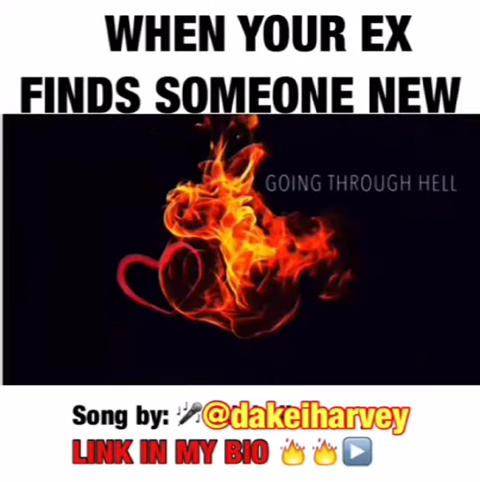 WHEN YOUR EX
FINDS SOMEONE NEW
GOING THROUGH HELL
Song by: 🎤@dakeiharvey
LINK IN MY BIO 🔥🔥▶️